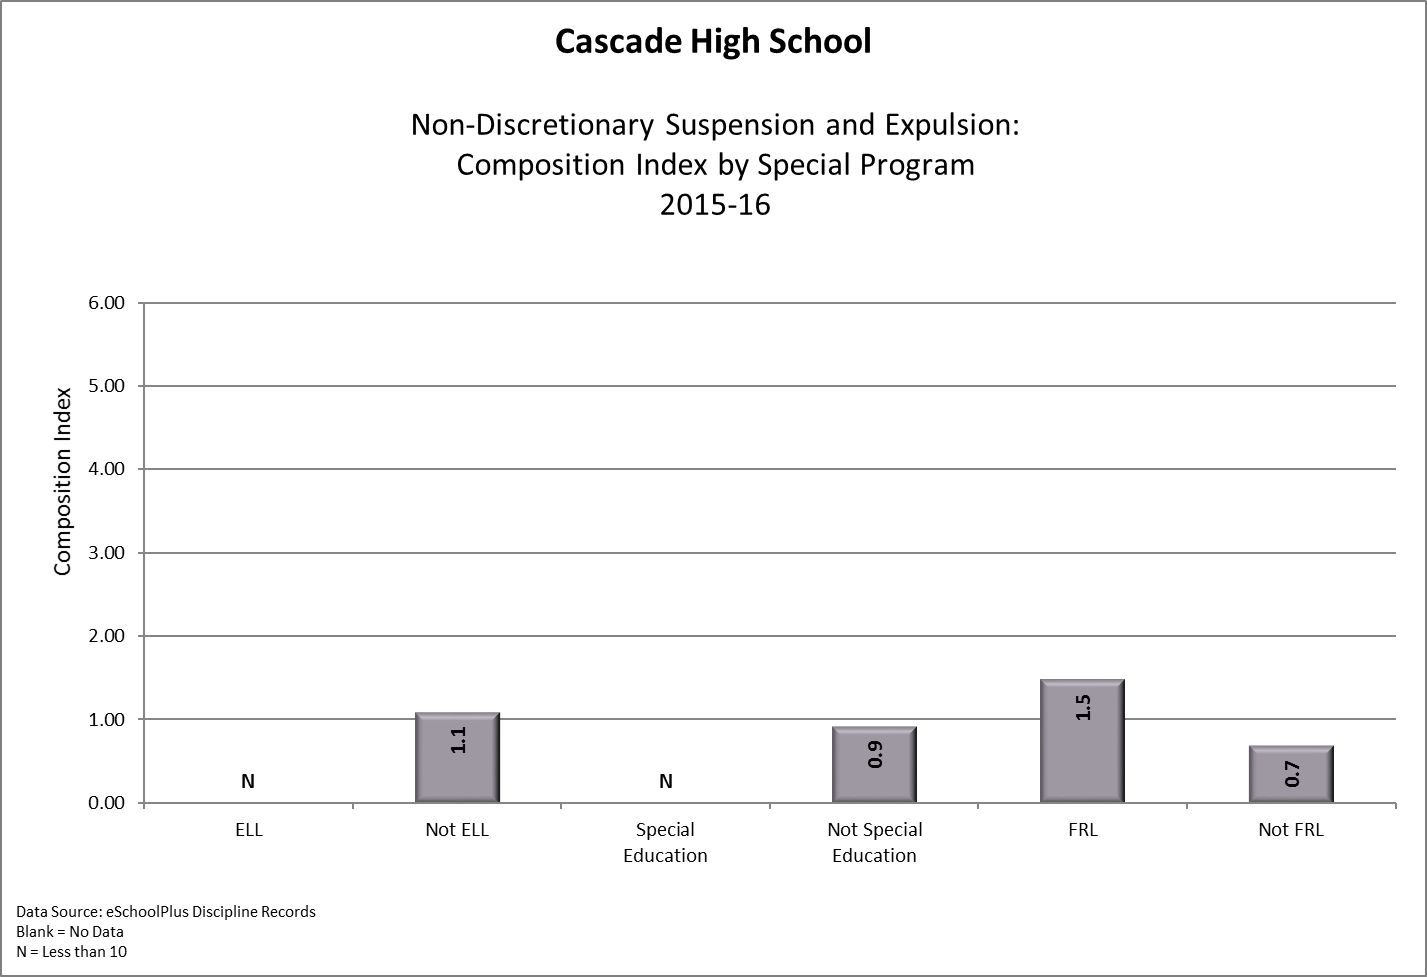 Cascade High School
Non-Discretionary Suspension and Expulsion:
Composition Index by Special Program
2015-16
Composition Index
6.00
5.00
4.00
3.00
2.00
1.00
0.00
N
1.1
N
0.9
1.5
0.7
ELL
Not ELL
Special
Education
Not Special
Education
FRL
Not FRL
Data Source: eSchoolPlus Discipline Records
Blank = No Data
N = Less than 10